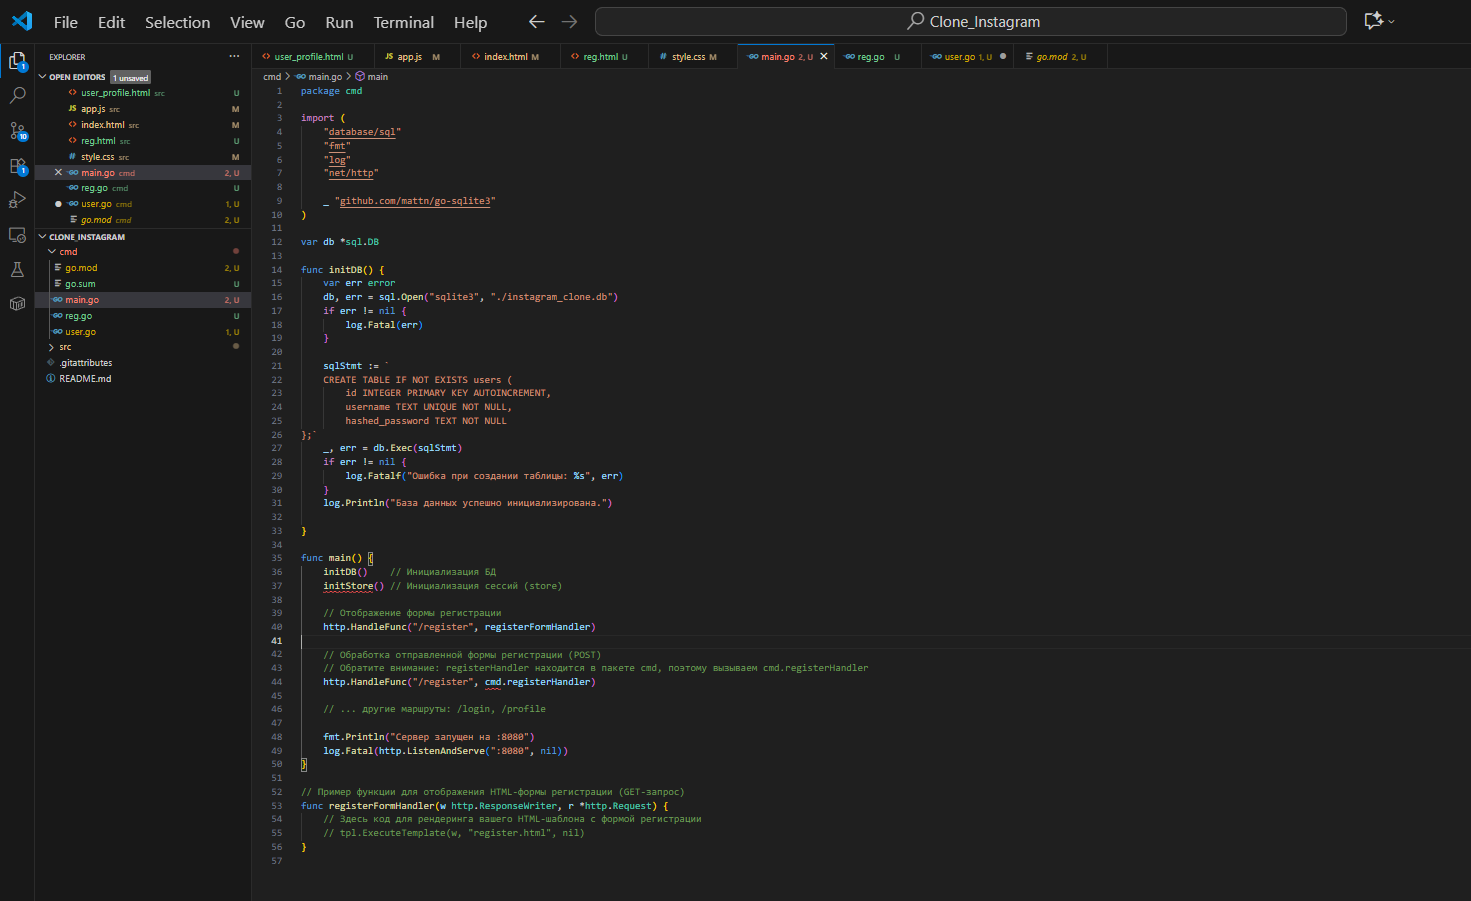 File Edit Selection View Go Run Terminal Help
Clone_Instagram
EXPLORER
OPEN EDITORS 1 unsaved
user_profile.html src U
JS app.js src M
index.html src M
reg.html src U
# style.css src M
main.go cmd 2, U
reg.go cmd U
user.go cmd 1, U
go.mod cmd 2, U
CLONE_INSTAGRAM
cmd
go.mod 2, U
go.sum U
main.go 2, U
reg.go U
user.go 1, U
src
.gitattributes
README.md
user_profile.html U JS app.js M index.html M reg.html U # style.css M main.go 2, U reg.go U user.go 1, U go.mod 2, U
cmd > main.go > main
1 package cmd
2
3 import (
4 "database/sql"
5 "fmt"
6 "log"
7 "net/http"
8
9 _ "github.com/mattn/go-sqlite3"
10 )
11
12 var db *sql.DB
13
14 func initDB() {
15 var err error
16 db, err = sql.Open("sqlite3", "./instagram_clone.db")
17 if err != nil {
18 log.Fatal(err)
19 }
20
21 sqlStmt := `
22 CREATE TABLE IF NOT EXISTS users (
23 id INTEGER PRIMARY KEY AUTOINCREMENT,
24 username TEXT UNIQUE NOT NULL,
25 hashed_password TEXT NOT NULL
26 );`
27 _, err = db.Exec(sqlStmt)
28 if err != nil {
29 log.Fatalf("Ошибка при создании таблицы: %s", err)
30 }
31 log.Println("База данных успешно инициализирована.")
32
33 }
34
35 func main() {
36 initDB() // Инициализация БД
37 initStore() // Инициализация сессий (store)
38
39 // Отображение формы регистрации
40 http.HandleFunc("/register", registerFormHandler)
41
42 // Обработка отправленной формы регистрации (POST)
43 // Обратите внимание: registerHandler находится в пакете cmd, поэтому вызываем cmd.registerHandler
44 http.HandleFunc("/register", cmd.registerHandler)
45
46 // ... другие маршруты: /login, /profile
47
48 fmt.Println("Сервер запущен на :8080")
49 log.Fatal(http.ListenAndServe(":8080", nil))
50 }
51
52 // Пример функции для отображения HTML-формы регистрации (GET-запрос)
53 func registerFormHandler(w http.ResponseWriter, r *http.Request) {
54 // Здесь код для рендеринга вашего HTML-шаблона с формой регистрации
55 // tpl.ExecuteTemplate(w, "register.html", nil)
56 }
57